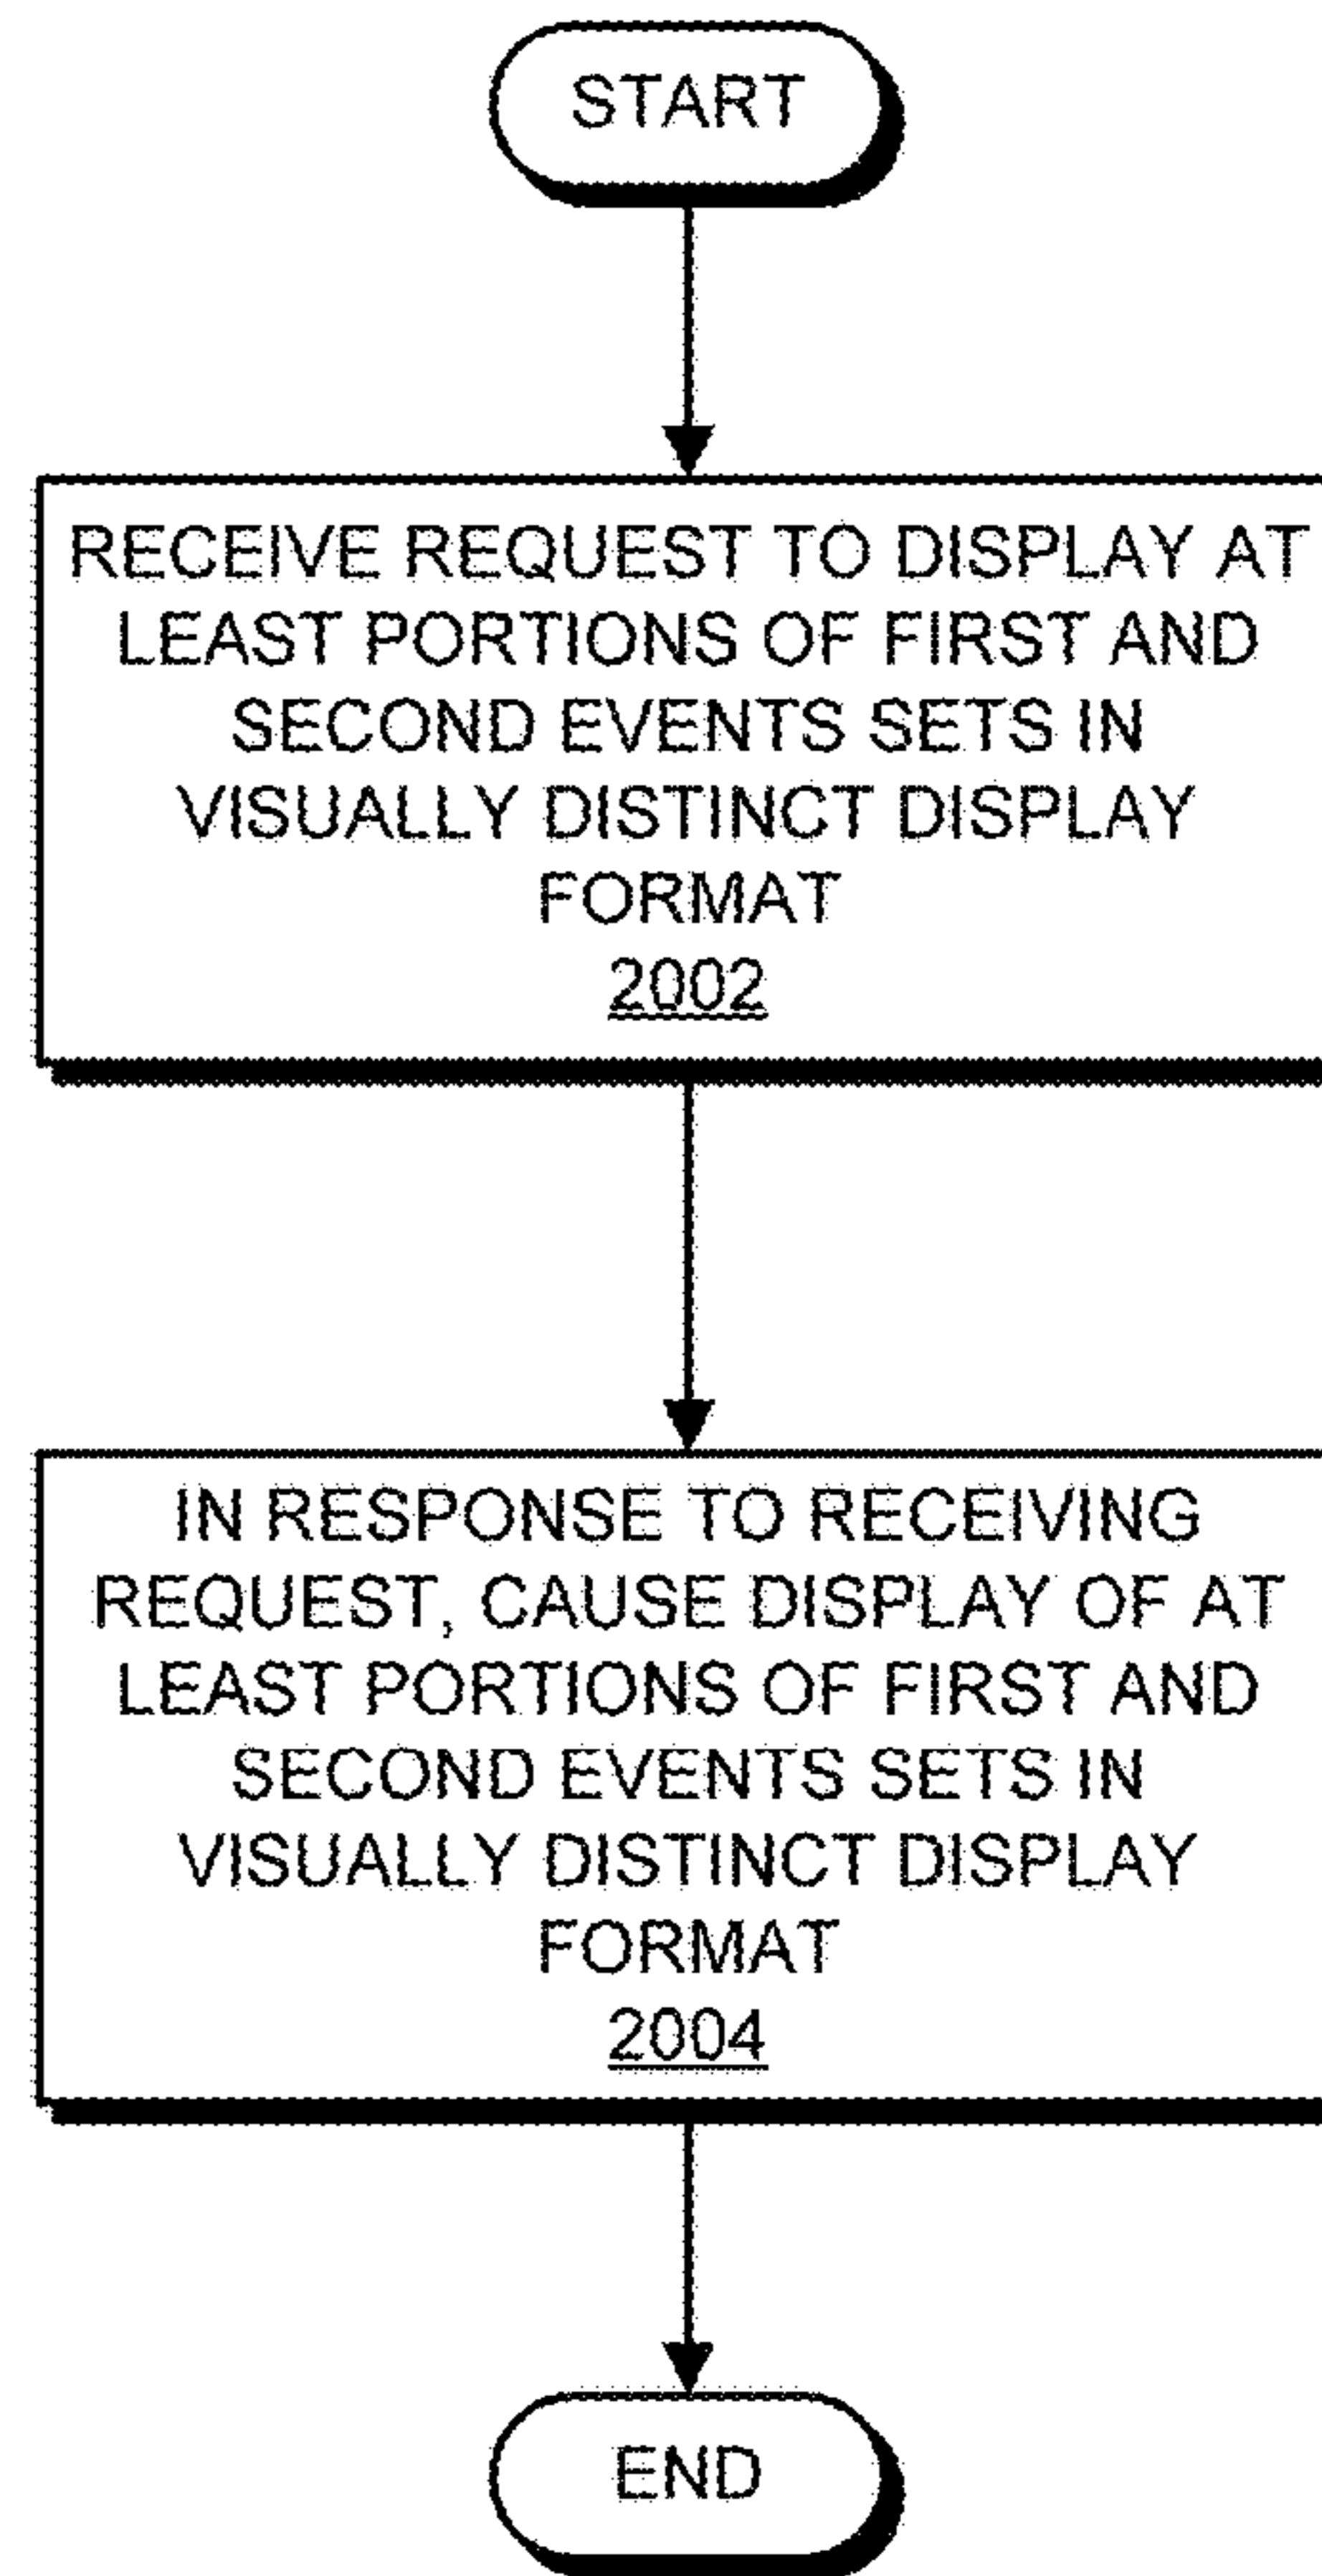 START
RECEIVE REQUEST TO DISPLAY AT
LEAST PORTIONS OF FIRST AND
SECOND EVENTS SETS IN
VISUALLY DISTINCT DISPLAY
FORMAT
2002
IN RESPONSE TO RECEIVING
REQUEST, CAUSE DISPLAY OF AT
LEAST PORTIONS OF FIRST AND
SECOND EVENTS SETS IN
VISUALLY DISTINCT DISPLAY
FORMAT
2004
END